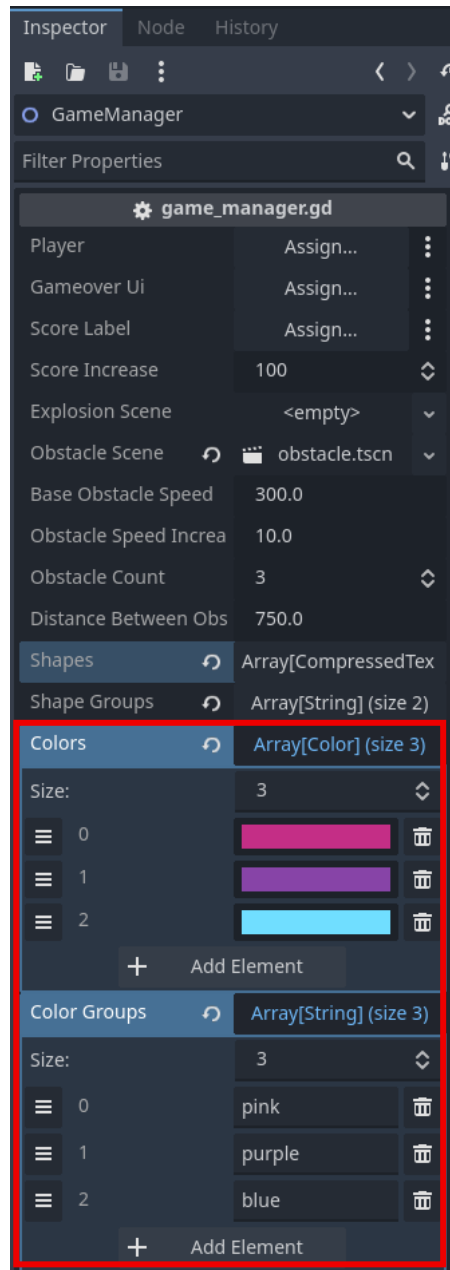 Inspector Node History
GameManager
Filter Properties
game_manager.gd
Player Assign...
Gameover Ui Assign...
Score Label Assign...
Score Increase 100
Explosion Scene <empty>
Obstacle Scene obstacle.tscn
Base Obstacle Speed 300.0
Obstacle Speed Increa 10.0
Obstacle Count 3
Distance Between Obs 750.0
Shapes Array[CompressedTex
Shape Groups Array[String] (size 2)
Colors Array[Color] (size 3)
Size: 3
0
1
2
Add Element
Color Groups Array[String] (size 3)
Size: 3
0 pink
1 purple
2 blue
Add Element